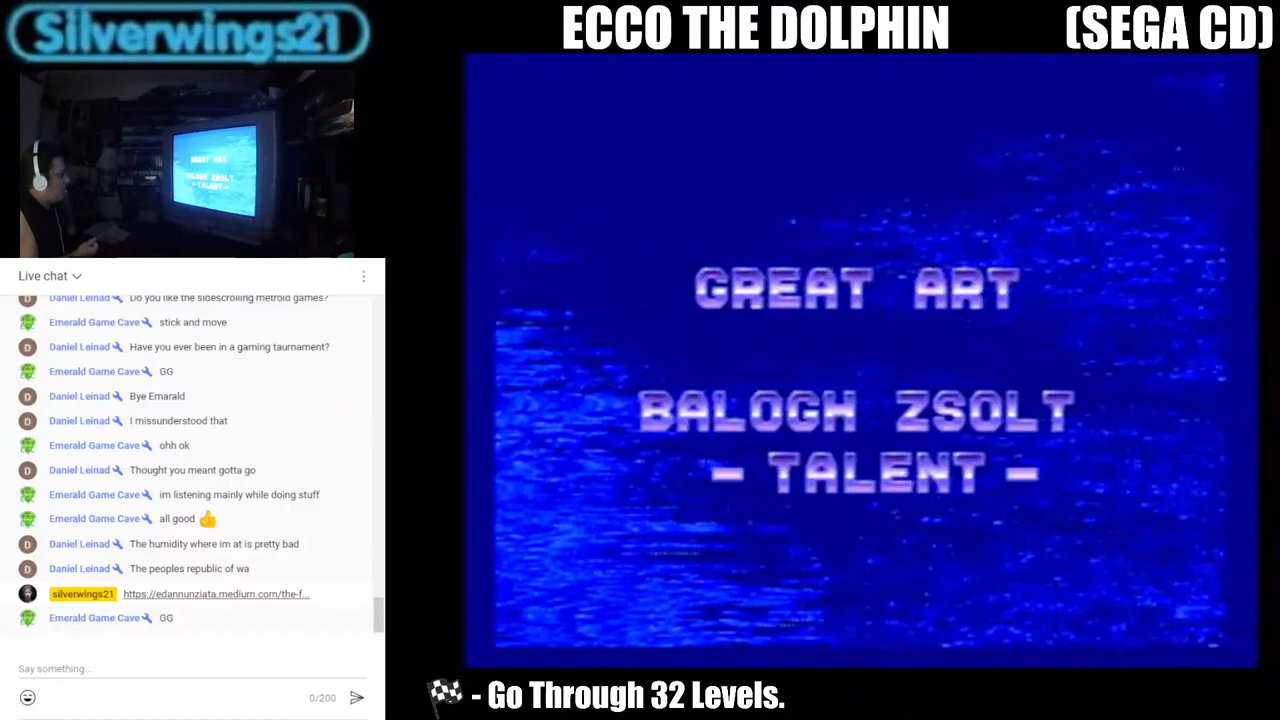 Silverwings21
ECCO THE DOLPHIN (SEGA CD)
GREAT ART
BALOGH ZSOLT
- TALENT -
Live chat
Daniel Leinad Do you like the sidescrolling metroid games?
Emerald Game Cave stick and move
Daniel Leinad Have you ever been in a gaming taurnament?
Emerald Game Cave GG
Daniel Leinad Bye Emarald
Daniel Leinad I missunderstood that
Emerald Game Cave ohh ok
Daniel Leinad Thought you meant gotta go
Emerald Game Cave im listening mainly while doing stuff
Emerald Game Cave all good 👍
Daniel Leinad The humidity where im at is pretty bad
Daniel Leinad The peoples republic of wa
silverwings21 https://edannunziata.medium.com/the-f...
Emerald Game Cave GG
Say something...
0/200
GREAT ART
BALOGH ZSOLT
- TALENT -
- Go Through 32 Levels.